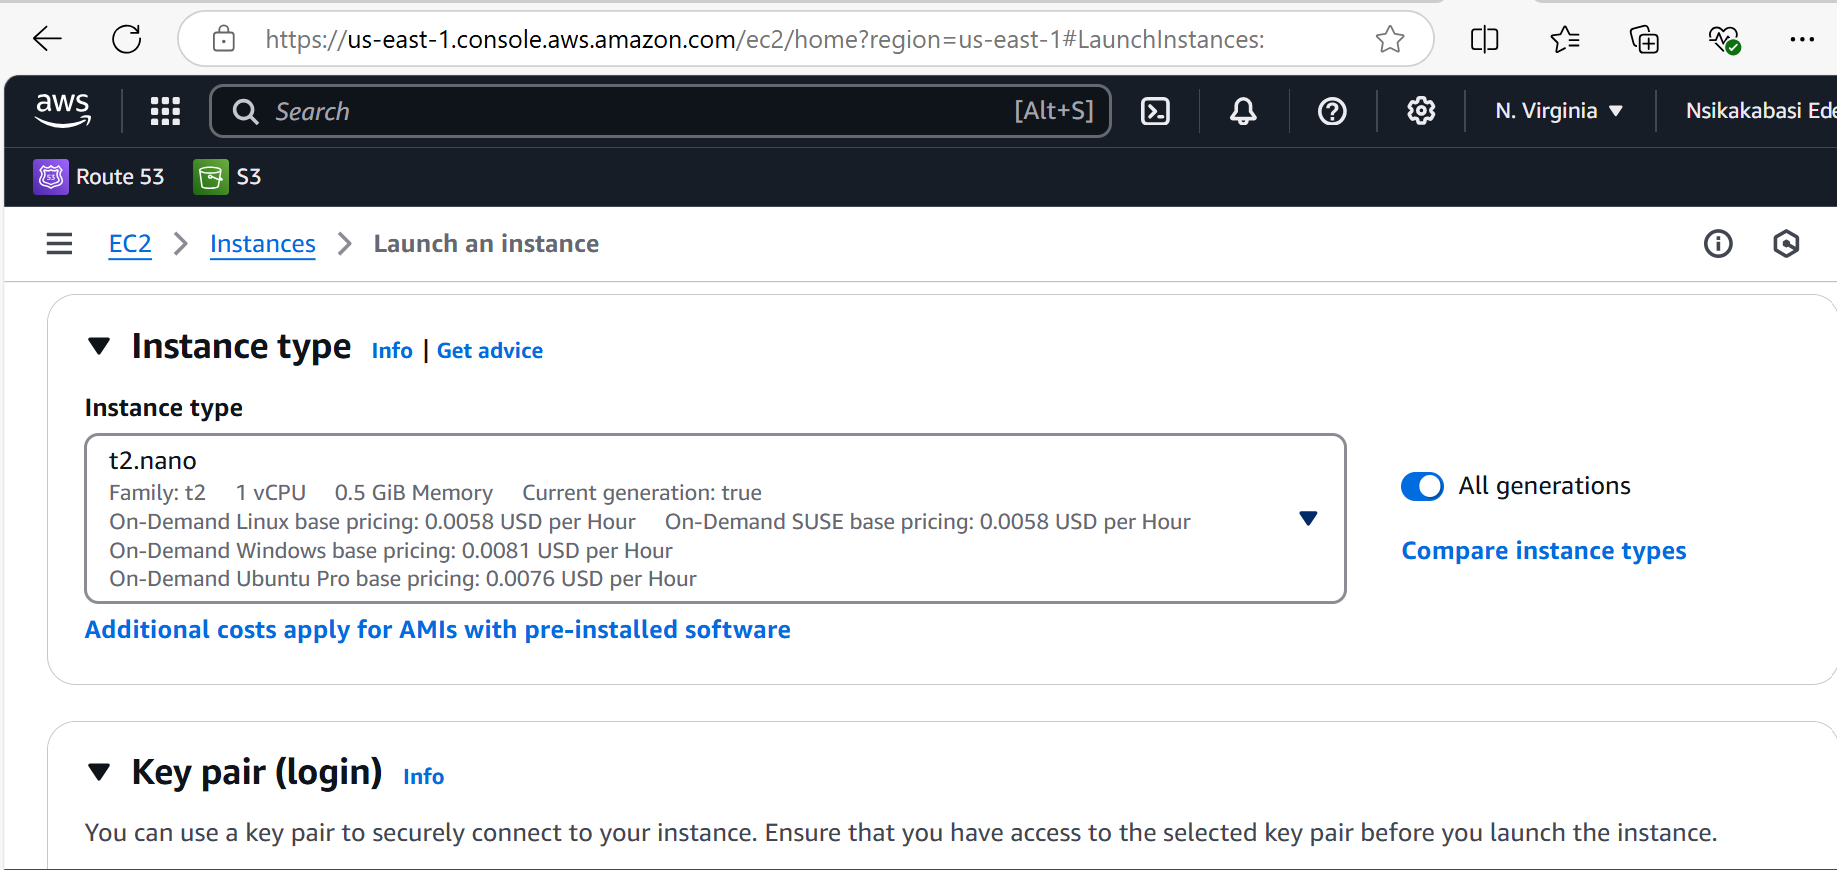 https://us-east-1.console.aws.amazon.com/ec2/home?region=us-east-1#LaunchInstances:
aws Search [Alt+S] N. Virginia Nsikakabasi
Route 53 S3
EC2 Instances Launch an instance
Instance type Info | Get advice
Instance type
t2.nano
Family: t2 1 vCPU 0.5 GiB Memory Current generation: true
On-Demand Linux base pricing: 0.0058 USD per Hour On-Demand SUSE base pricing: 0.0058 USD per Hour
On-Demand Windows base pricing: 0.0081 USD per Hour
On-Demand Ubuntu Pro base pricing: 0.0076 USD per Hour
All generations
Compare instance types
Additional costs apply for AMIs with pre-installed software
Key pair (login) Info
You can use a key pair to securely connect to your instance. Ensure that you have access to the selected key pair before you launch the instance.